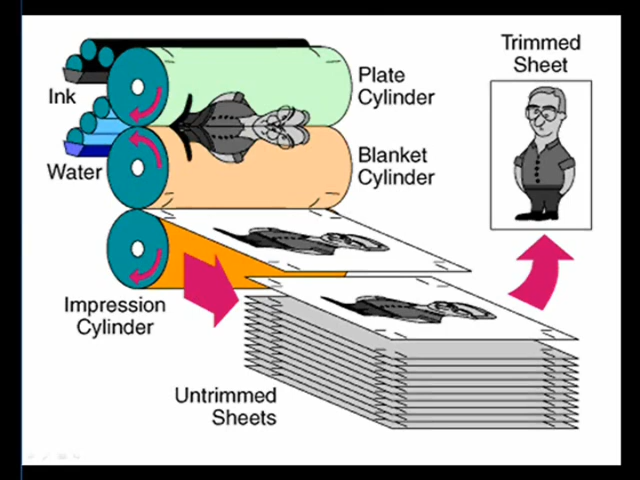 Trimmed
Sheet
Plate
Cylinder
Ink
Blanket
Cylinder
Water
Impression
Cylinder
Untrimmed
Sheets